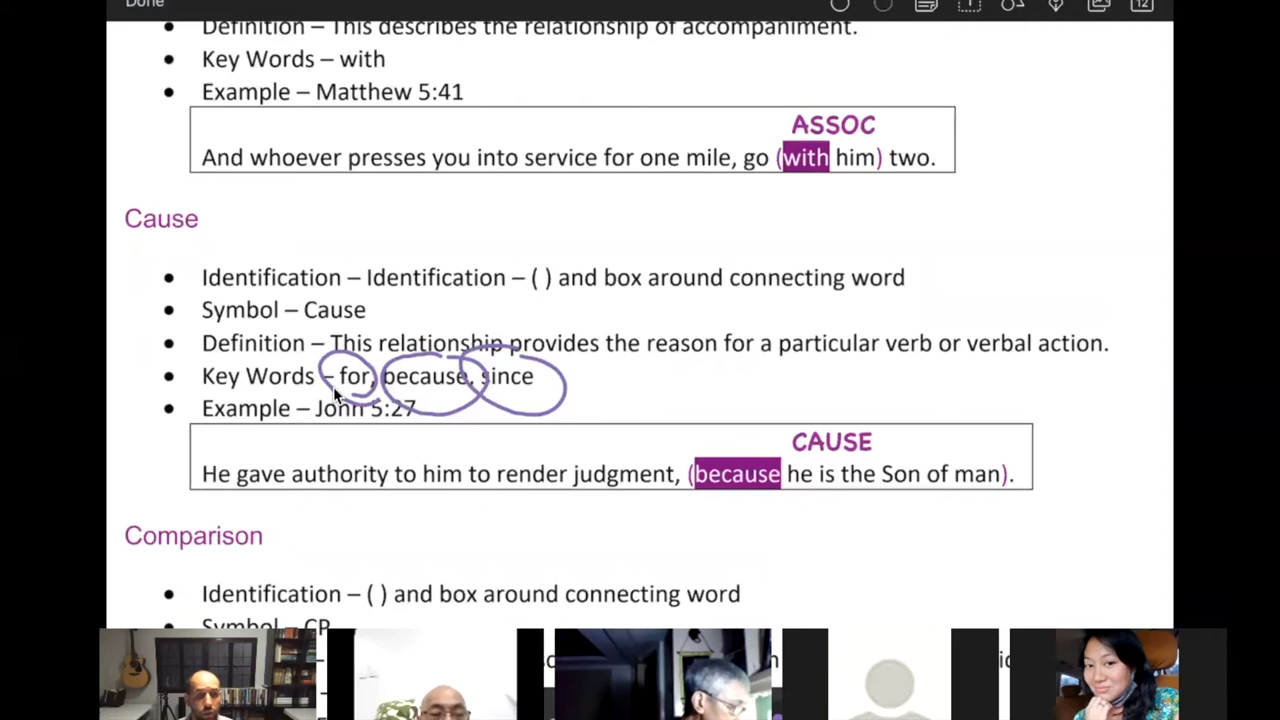 Done
12
• Definition – This describes the relationship of accompaniment.
• Key Words – with
• Example – Matthew 5:41
ASSOC
And whoever presses you into service for one mile, go (with him) two.
Cause
• Identification – Identification – ( ) and box around connecting word
• Symbol – Cause
• Definition – This relationship provides the reason for a particular verb or verbal action.
• Key Words – for, because, since
• Example – John 5:27
CAUSE
He gave authority to him to render judgment, (because he is the Son of man).
Comparison
• Identification – ( ) and box around connecting word
• Symbol – CP